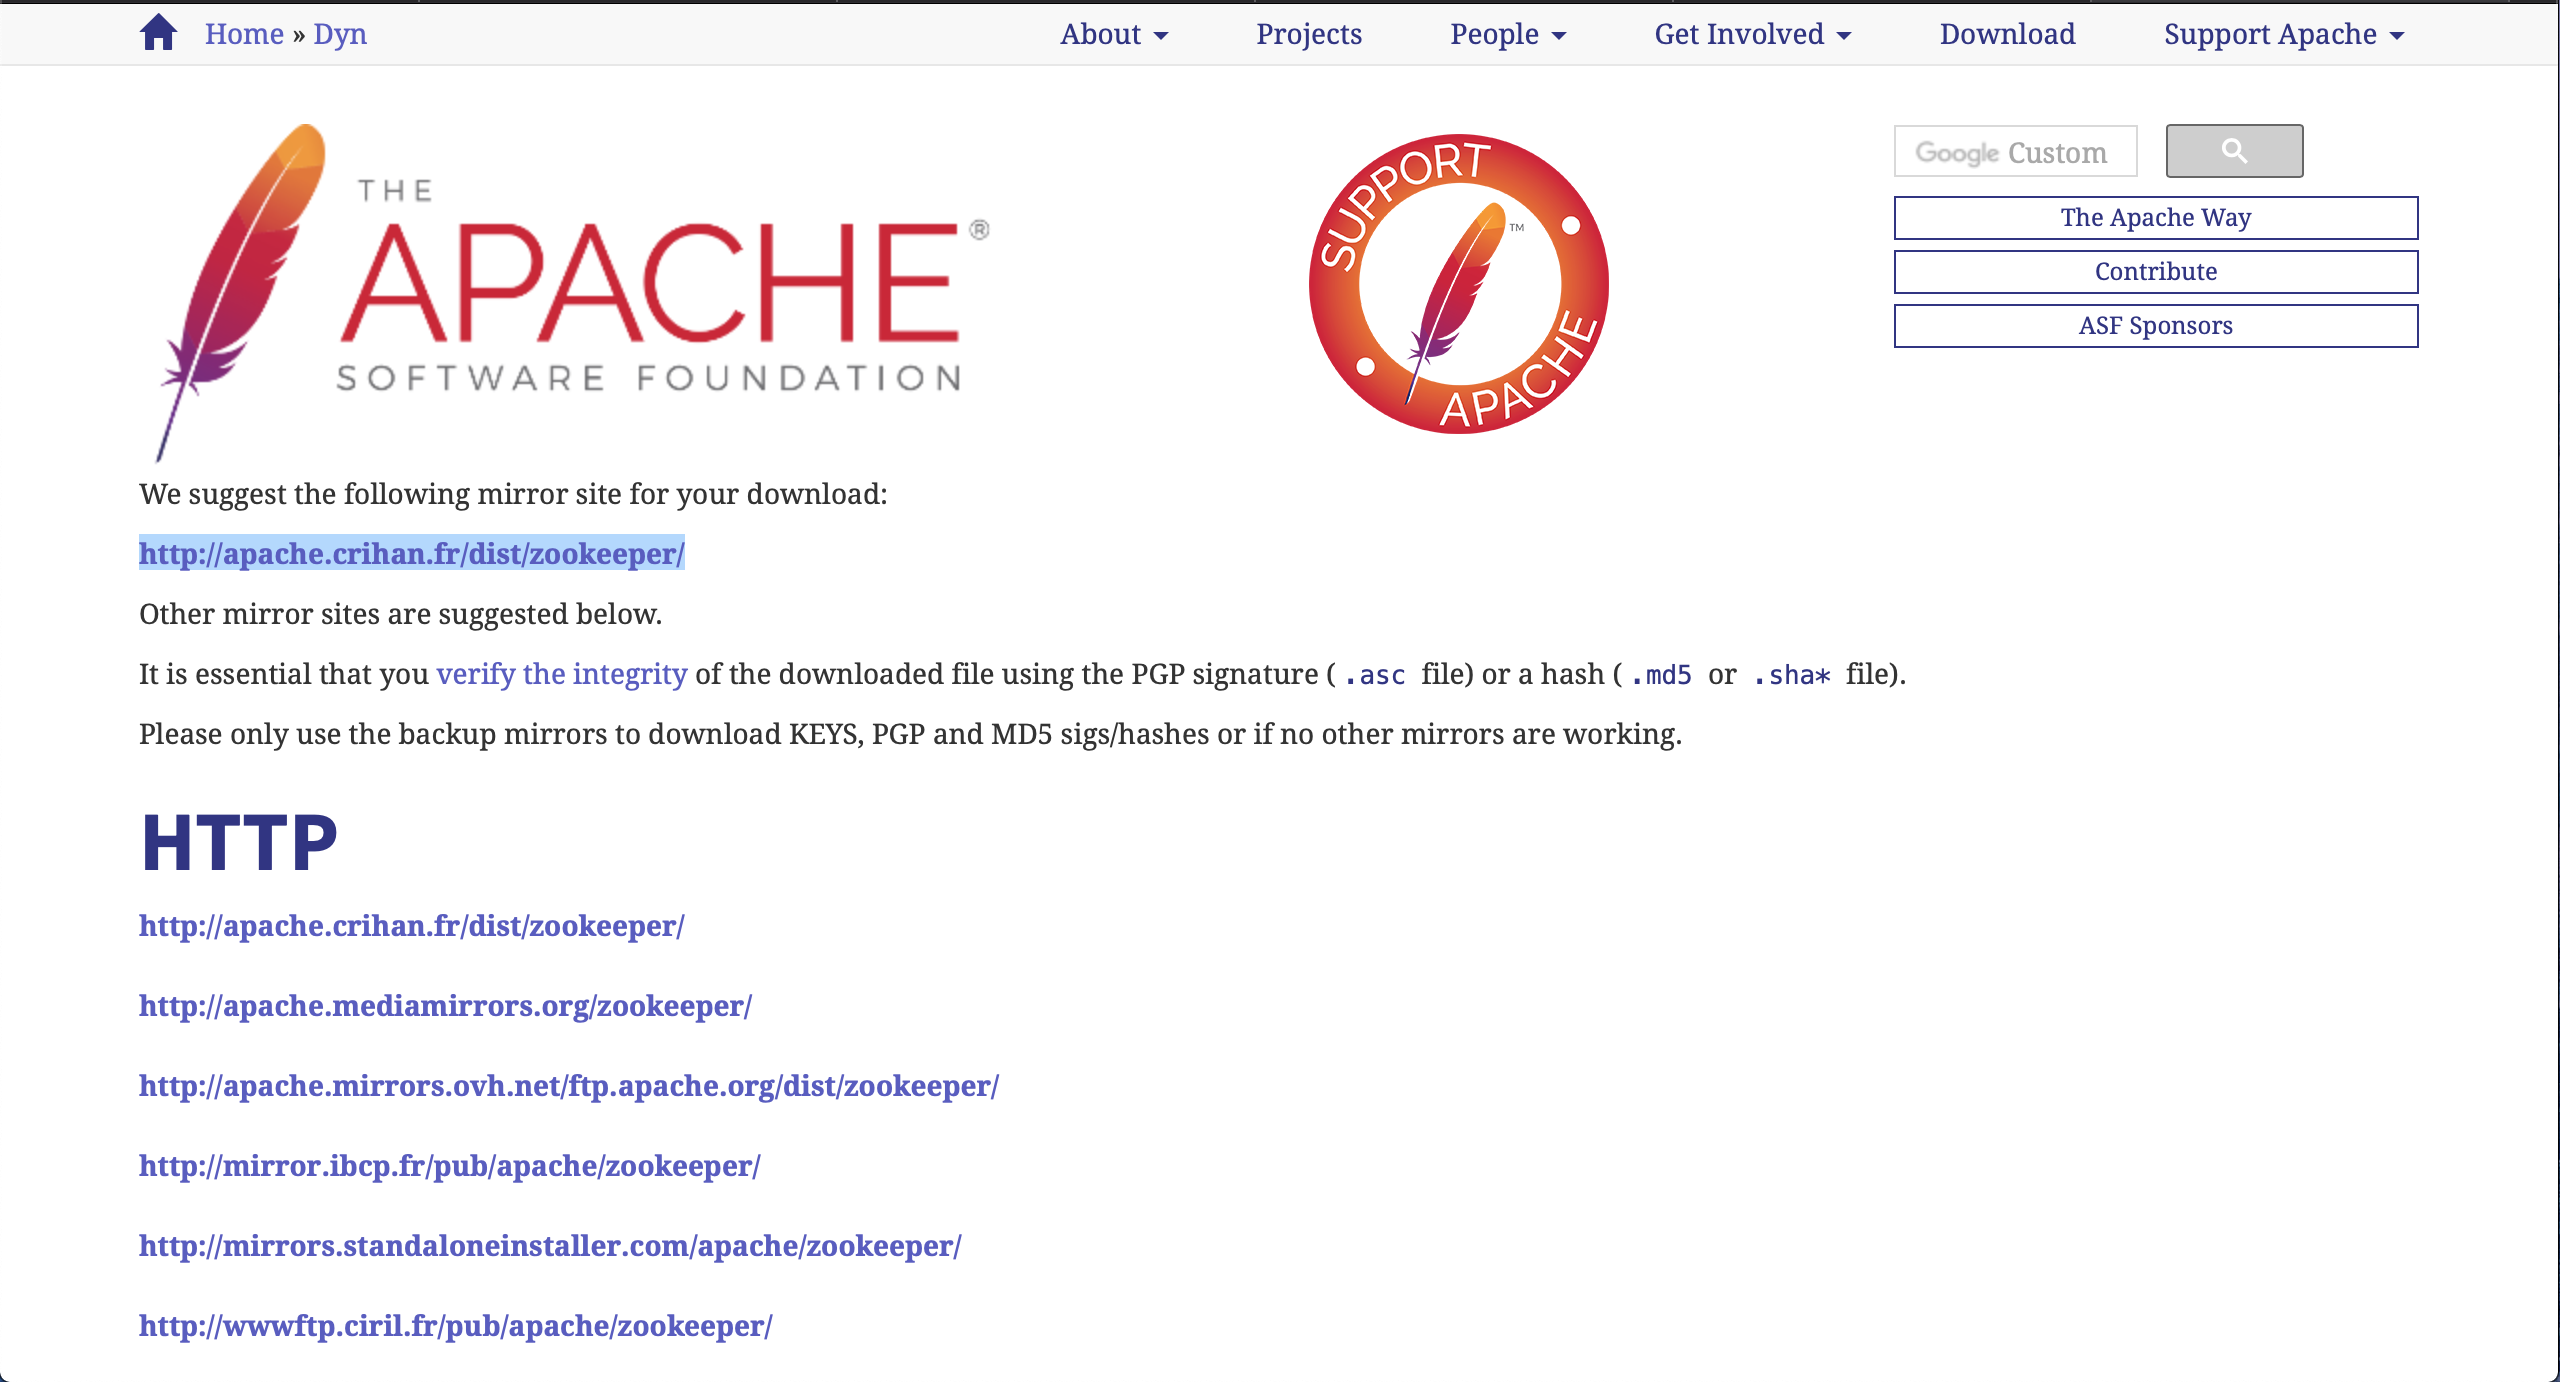 Home » Dyn About Projects People Get Involved Download Support Apache
THE
APACHE®
SOFTWARE FOUNDATION
SUPPORT
APACHE
TM
Google Custom
The Apache Way
Contribute
ASF Sponsors
We suggest the following mirror site for your download:
http://apache.crihan.fr/dist/zookeeper/
Other mirror sites are suggested below.
It is essential that you verify the integrity of the downloaded file using the PGP signature ( .asc file) or a hash ( .md5 or .sha* file).
Please only use the backup mirrors to download KEYS, PGP and MD5 sigs/hashes or if no other mirrors are working.
HTTP
http://apache.crihan.fr/dist/zookeeper/
http://apache.mediamirrors.org/zookeeper/
http://apache.mirrors.ovh.net/ftp.apache.org/dist/zookeeper/
http://mirror.ibcp.fr/pub/apache/zookeeper/
http://mirrors.standaloneinstaller.com/apache/zookeeper/
http://wwwftp.ciril.fr/pub/apache/zookeeper/